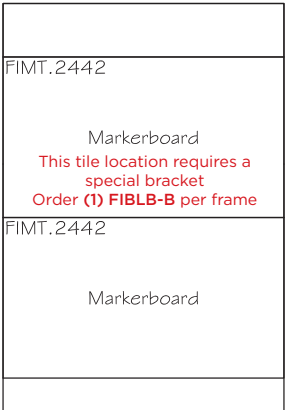 FIMT.2442
Markerboard
This tile location requires a
special bracket
Order (1) FIBLB-B per frame
FIMT.2442
Markerboard